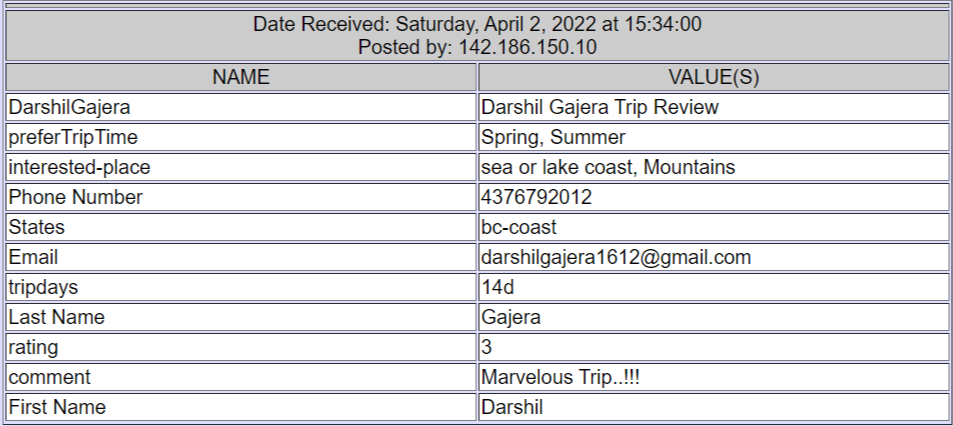 Date Received: Saturday, April 2, 2022 at 15:34:00
Posted by: 142.186.150.10
NAME VALUE(S)
DarshilGajera Darshil Gajera Trip Review
preferTripTime Spring, Summer
interested-place sea or lake coast, Mountains
Phone Number 4376792012
States bc-coast
Email darshilgajera1612@gmail.com
tripdays 14d
Last Name Gajera
rating 3
comment Marvelous Trip..!!!
First Name Darshil